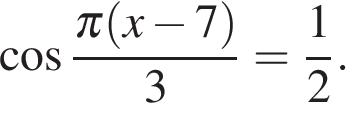 cos π(x − 7)/3 = 1/2.